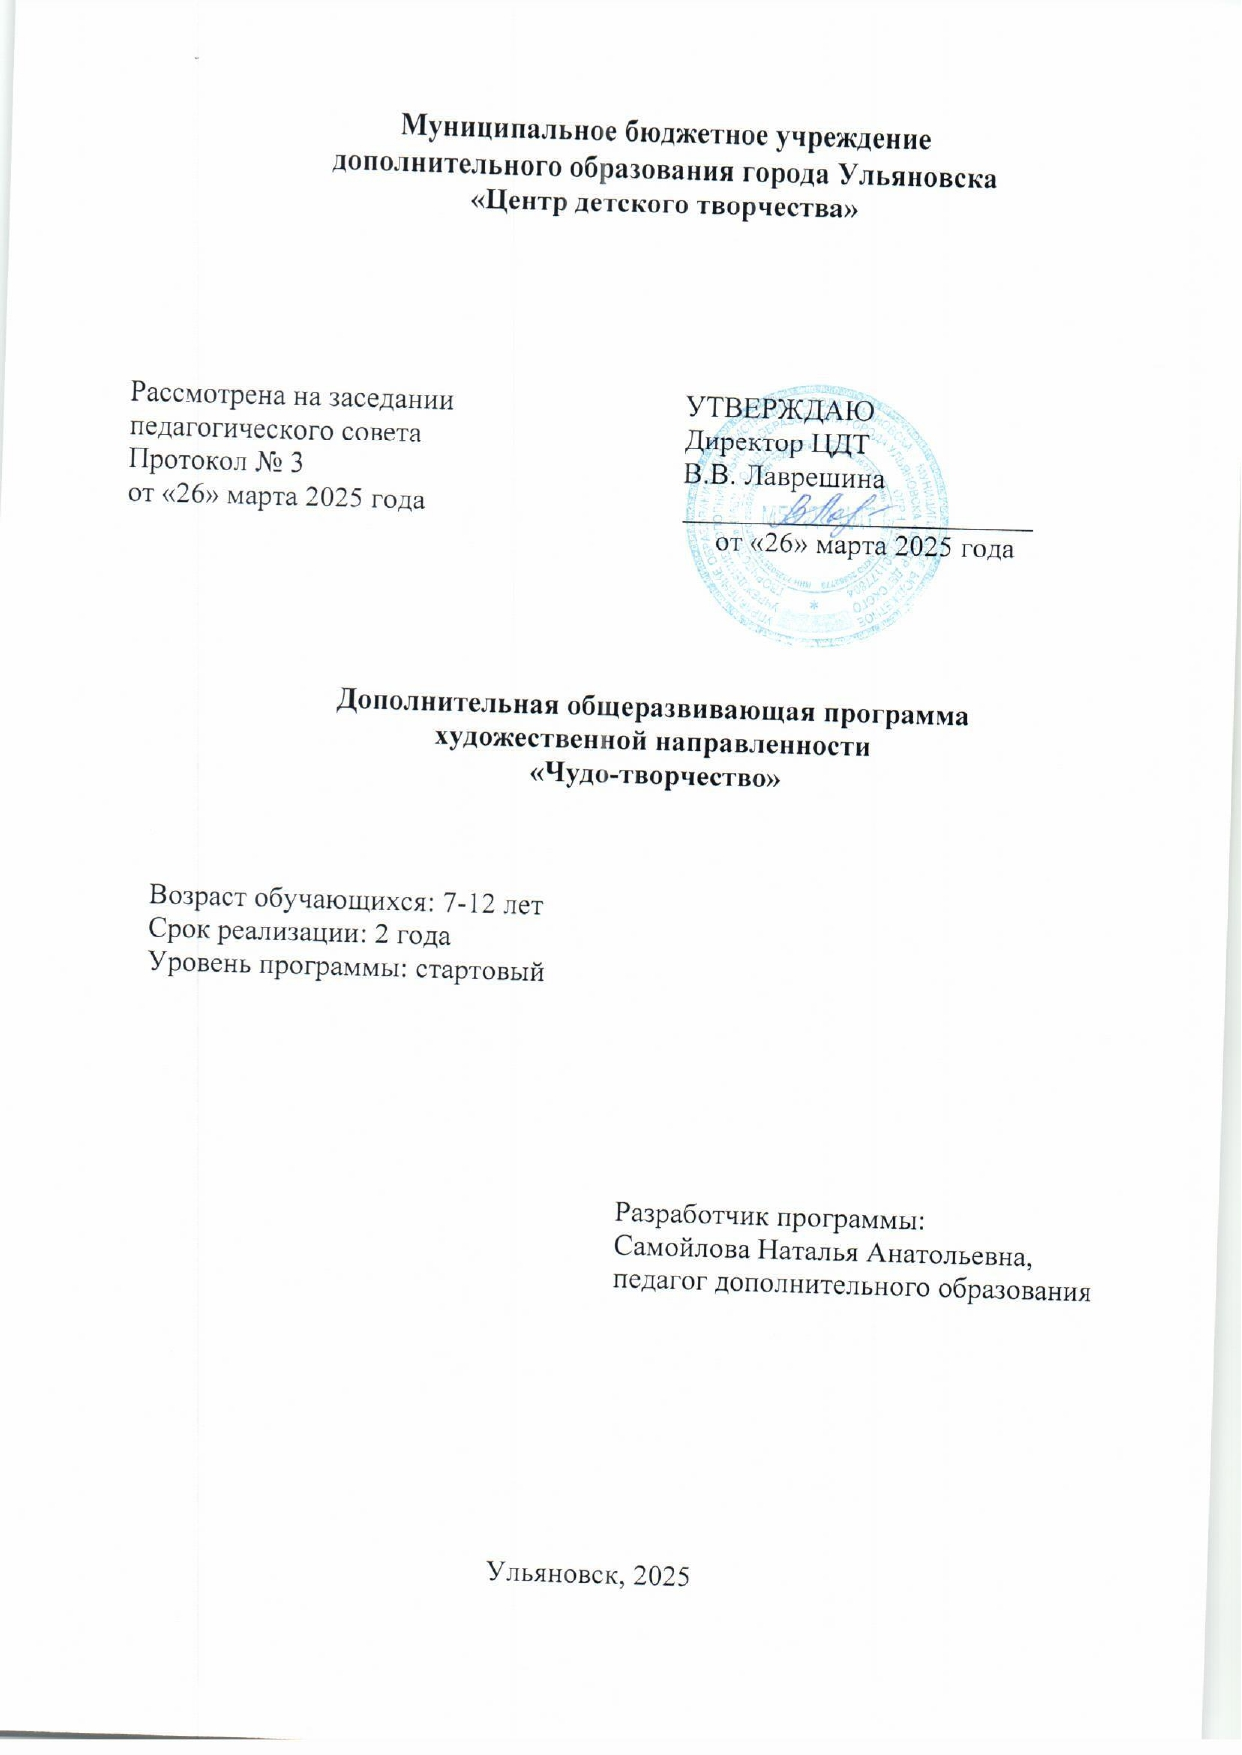 Муниципальное бюджетное учреждение
дополнительного образования города Ульяновска
«Центр детского творчества»
Рассмотрена на заседании
педагогического совета
Протокол № 3
от «26» марта 2025 года
УТВЕРЖДАЮ
Директор ЦДТ
В.В. Лаврешина
от «26» марта 2025 года
Дополнительная общеразвивающая программа
художественной направленности
«Чудо-творчество»
Возраст обучающихся: 7-12 лет
Срок реализации: 2 года
Уровень программы: стартовый
Разработчик программы:
Самойлова Наталья Анатольевна,
педагог дополнительного образования
Ульяновск, 2025